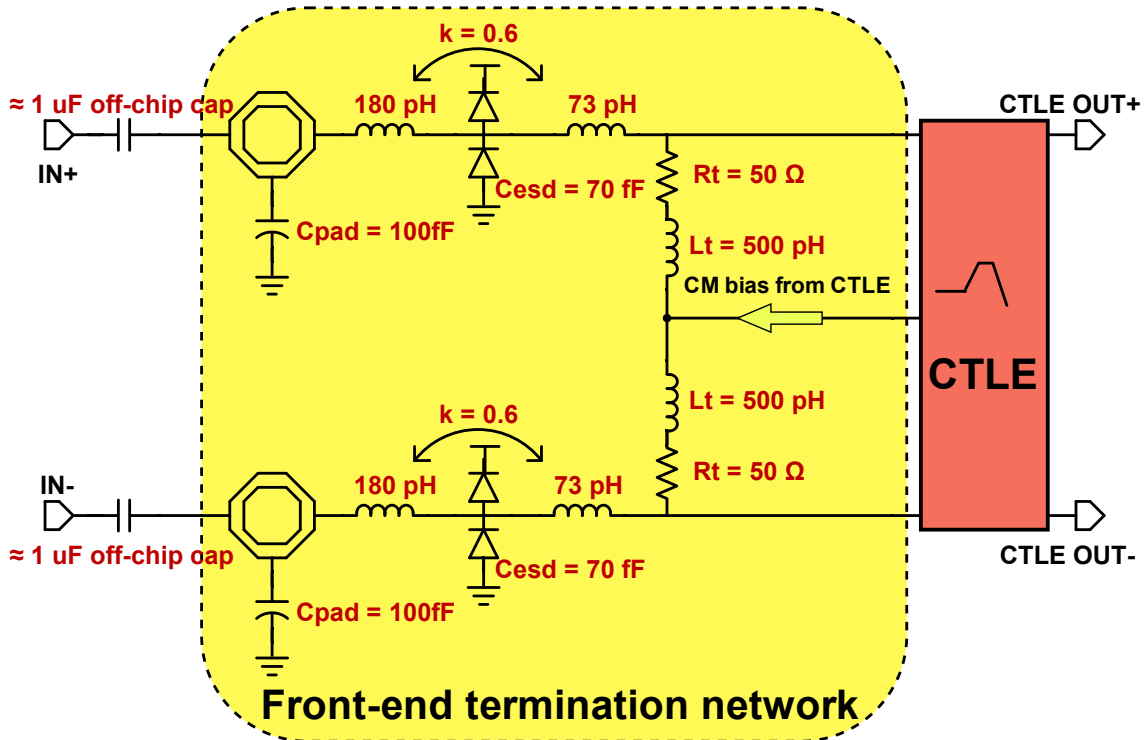 k = 0.6
≈ 1 uF off-chip cap
180 pH
73 pH
CTLE OUT+
IN+
Cesd = 70 fF
Rt = 50 Ω
Cpad = 100fF
Lt = 500 pH
CM bias from CTLE
CTLE
k = 0.6
Lt = 500 pH
IN-
180 pH
73 pH
Rt = 50 Ω
≈ 1 uF off-chip cap
Cesd = 70 fF
CTLE OUT-
Cpad = 100fF
Front-end termination network